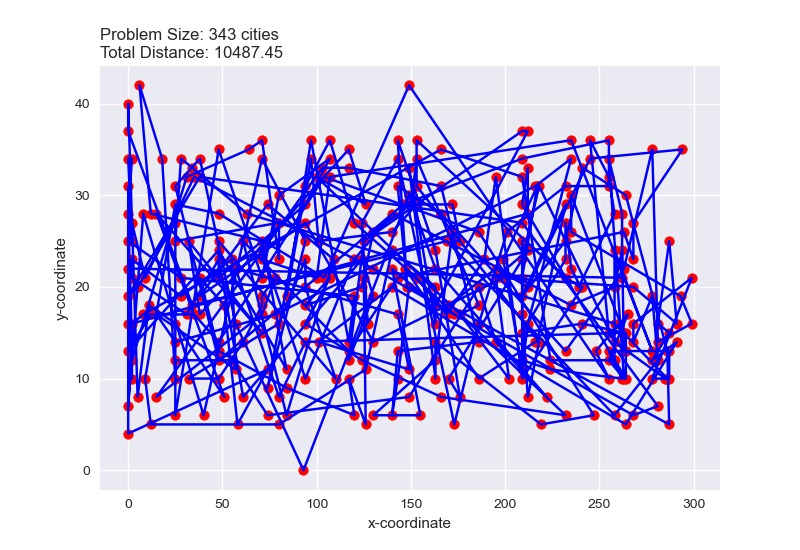 Problem Size: 343 cities
Total Distance: 10487.45
40
30
20
10
0
y-coordinate
0 50 100 150 200 250 300
x-coordinate